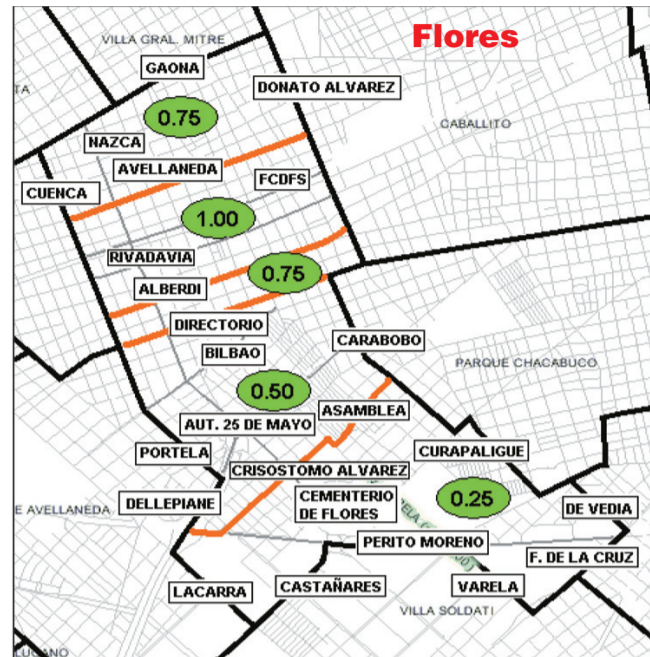 Flores
VILLA GRAL. MITRE
GAONA
DONATO ALVAREZ
TA
0.75
CABALLITO
NAZCA
AVELLANEDA
FCDFS
CUENCA
1.00
RIVADAVIA
0.75
ALBERDI
DIRECTORIO
CARABOBO
BILBAO
PARQUE CHACABUCO
0.50
ASAMBLEA
AUT. 25 DE MAYO
PORTELA
CURAPALIGUE
CRISOSTOMO ALVAREZ
CEMENTERIO
DE FLORES
0.25
DELLEPIANE
DE VEDIA
E AVELLANEDA
PERITO MORENO
F. DE LA CRUZ
LACARRA
CASTAÑARES
VARELA
VILLA SOLDATI
LUGANO